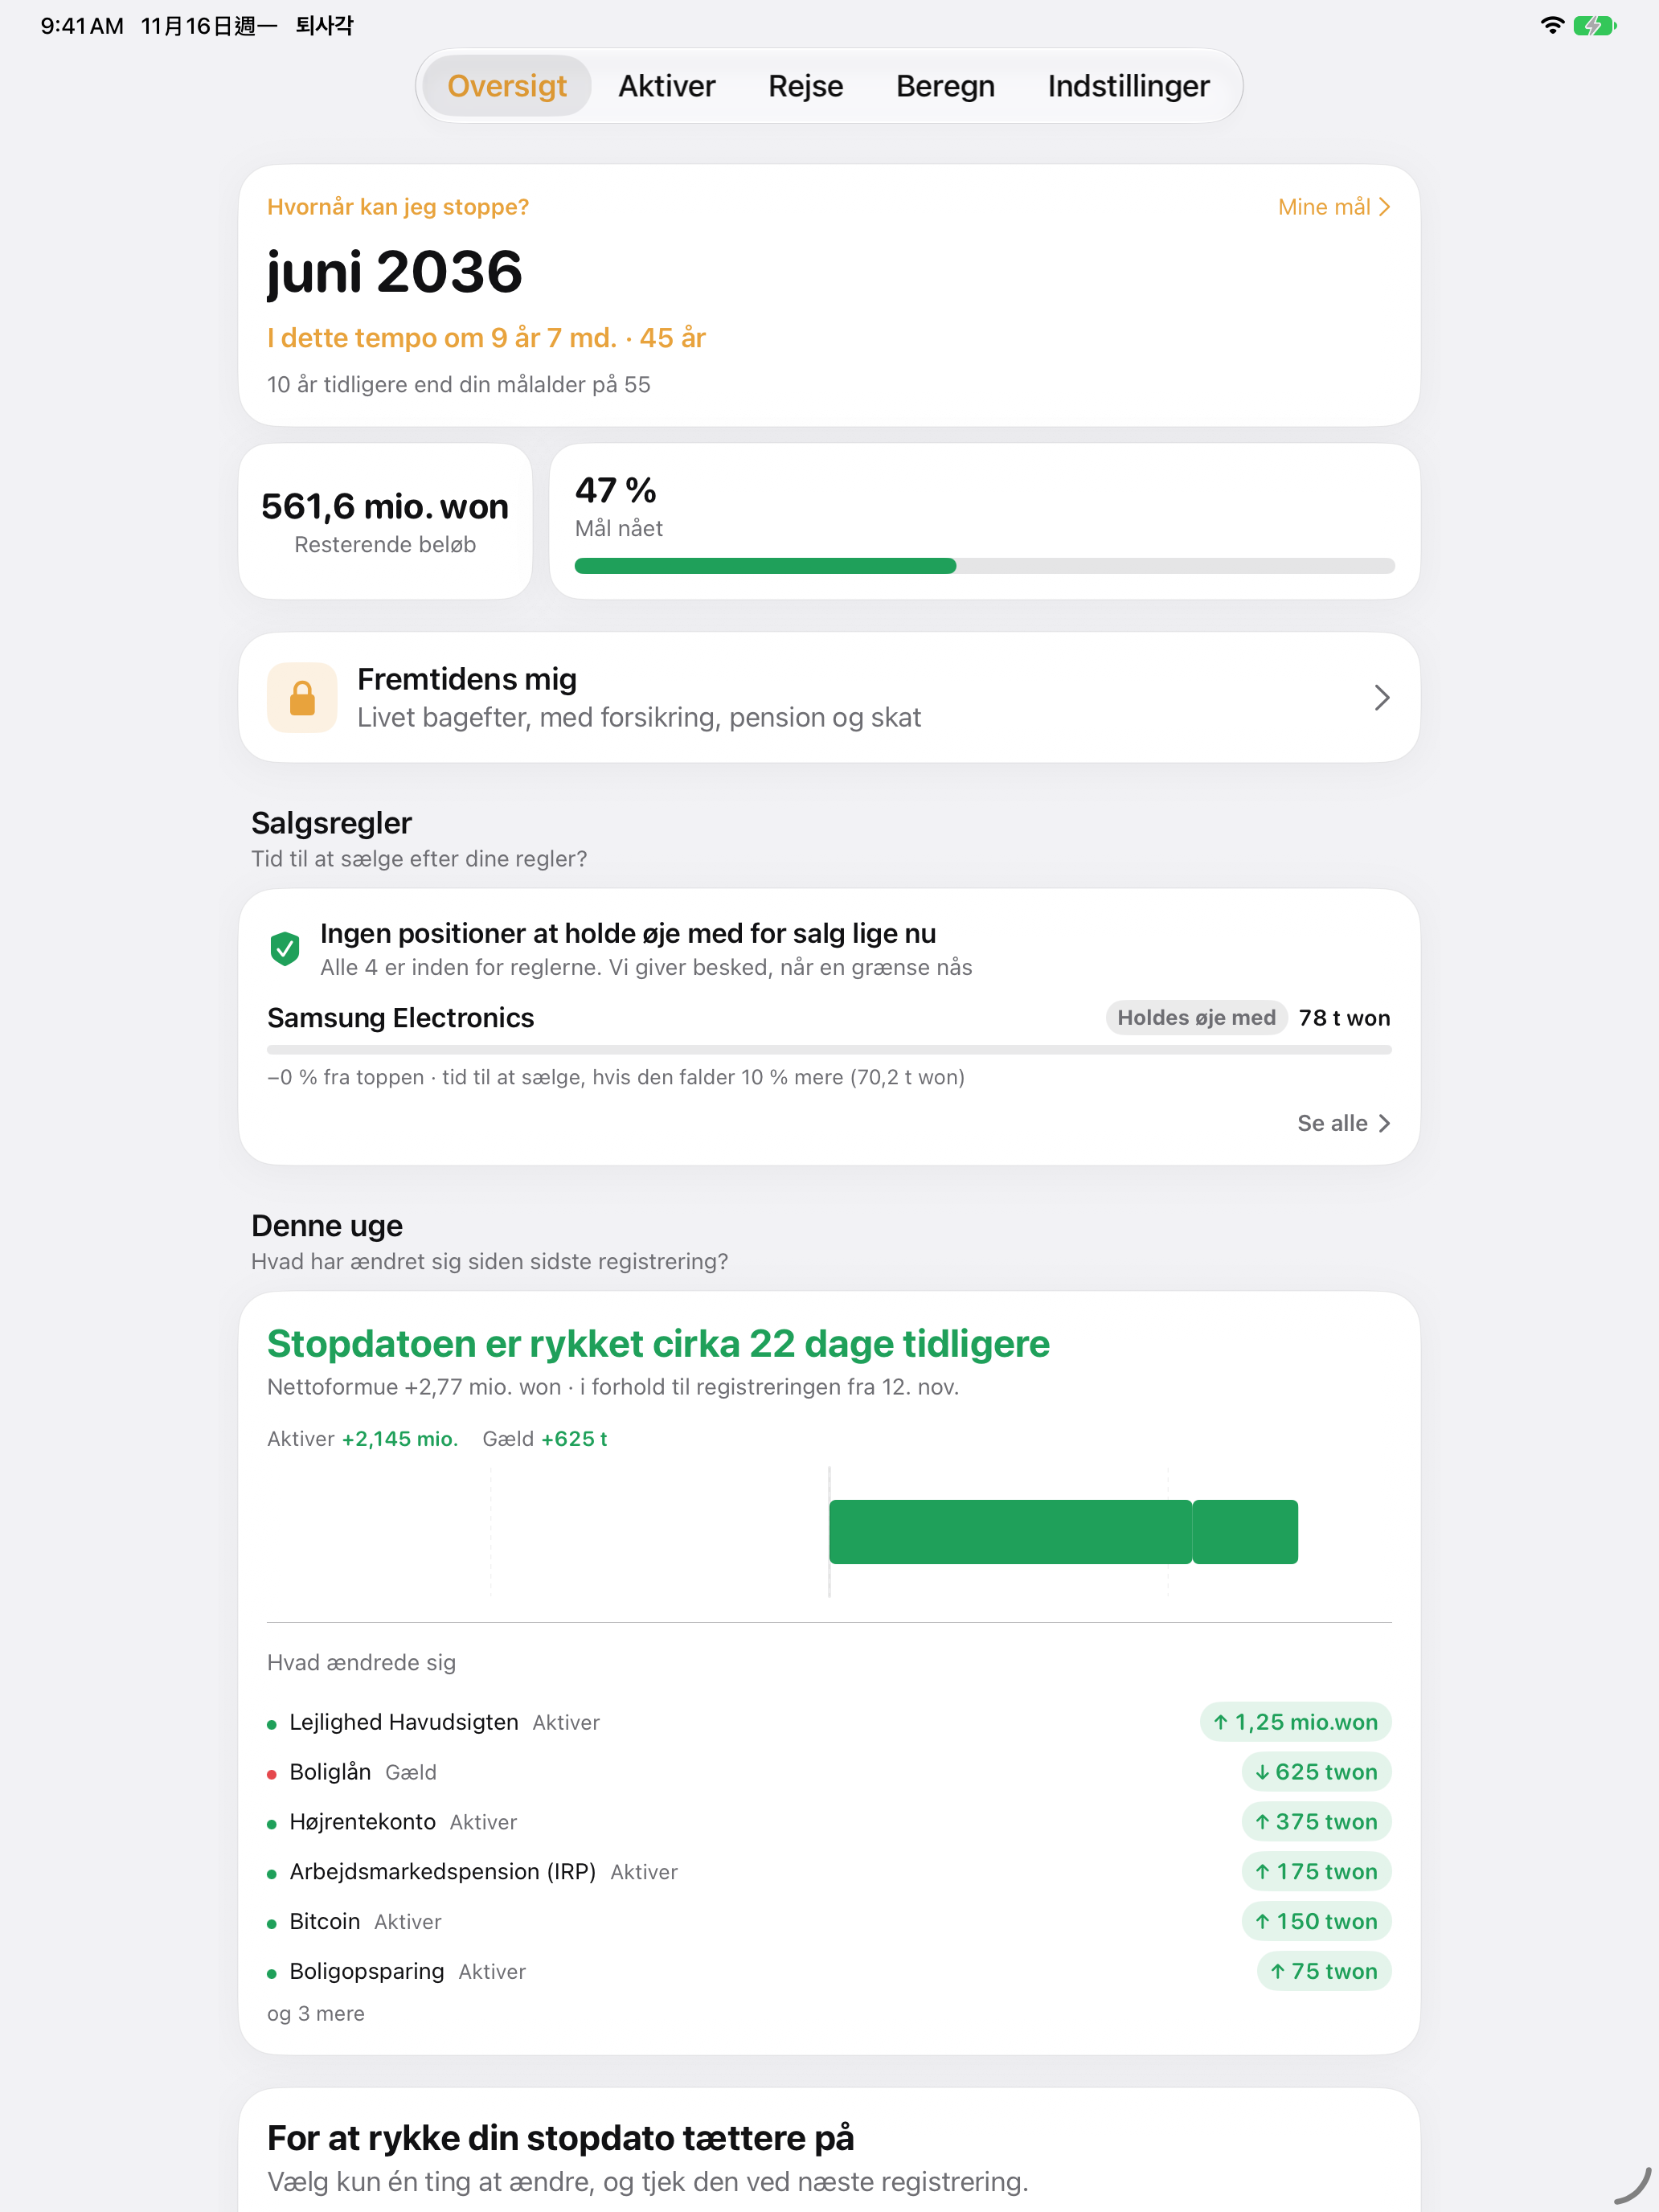 9:41 AM 11月16日週一 퇴사각
Oversigt Aktiver Rejse Beregn Indstillinger
Hvornår kan jeg stoppe? Mine mål
juni 2036
I dette tempo om 9 år 7 md. · 45 år
10 år tidligere end din målalder på 55
561,6 mio. won
Resterende beløb
47 %
Mål nået
Fremtidens mig
Livet bagefter, med forsikring, pension og skat
Salgsregler
Tid til at sælge efter dine regler?
Ingen positioner at holde øje med for salg lige nu
Alle 4 er inden for reglerne. Vi giver besked, når en grænse nås
Samsung Electronics Holdes øje med 78 t won
−0 % fra toppen · tid til at sælge, hvis den falder 10 % mere (70,2 t won)
Se alle
Denne uge
Hvad har ændret sig siden sidste registrering?
Stopdatoen er rykket cirka 22 dage tidligere
Nettoformue +2,77 mio. won · i forhold til registreringen fra 12. nov.
Aktiver +2,145 mio. Gæld +625 t
Hvad ændrede sig
Lejlighed Havudsigten Aktiver ↑ 1,25 mio.won
Boliglån Gæld ↓ 625 twon
Højrentekonto Aktiver ↑ 375 twon
Arbejdsmarkedspension (IRP) Aktiver ↑ 175 twon
Bitcoin Aktiver ↑ 150 twon
Boligopsparing Aktiver ↑ 75 twon
og 3 mere
For at rykke din stopdato tættere på
Vælg kun én ting at ændre, og tjek den ved næste registrering.